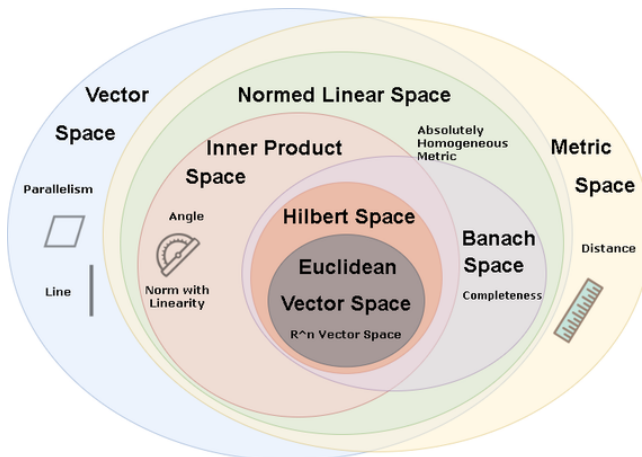 Vector
Space
Parallelism
Line
Normed Linear Space
Absolutely
Homogeneous
Metric
Metric
Space
Distance
Inner Product
Space
Angle
Norm with
Linearity
Hilbert Space
Euclidean
Vector Space
R^n Vector Space
Banach
Space
Completeness